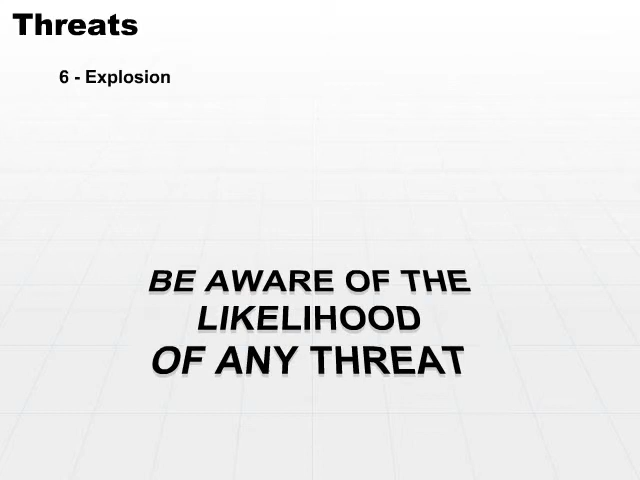 Threats
6 - Explosion
BE AWARE OF THE
LIKELIHOOD
OF ANY THREAT